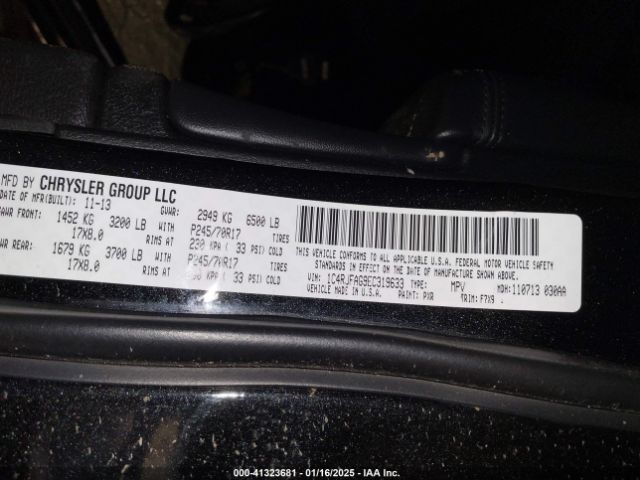 MFD BY CHRYSLER GROUP LLC
DATE OF MFR(BUILT): 11-13 GVWR: 2949 KG 6500 LB
GAWR FRONT: 1452 KG 3200 LB WITH P245/70R17 TIRES
17X8.0 RIMS AT 230 KPA ( 33 PSI) COLD
GAWR REAR: 1679 KG 3700 LB WITH P245/70R17 TIRES
17X8.0 RIMS AT KPA ( 33 PSI) COLD
THIS VEHICLE CONFORMS TO ALL APPLICABLE U.S.A. FEDERAL MOTOR VEHICLE SAFETY
STANDARDS IN EFFECT ON THE DATE OF MANUFACTURE SHOWN ABOVE.
VIN: 1C4RJFAG9EC319633 TYPE: MPV MDH: 110713 030AA
VEHICLE MADE IN U.S.A. PAINT: PXR TRIM: F7X9
000-41323681 - 01/16/2025 - IAA Inc.